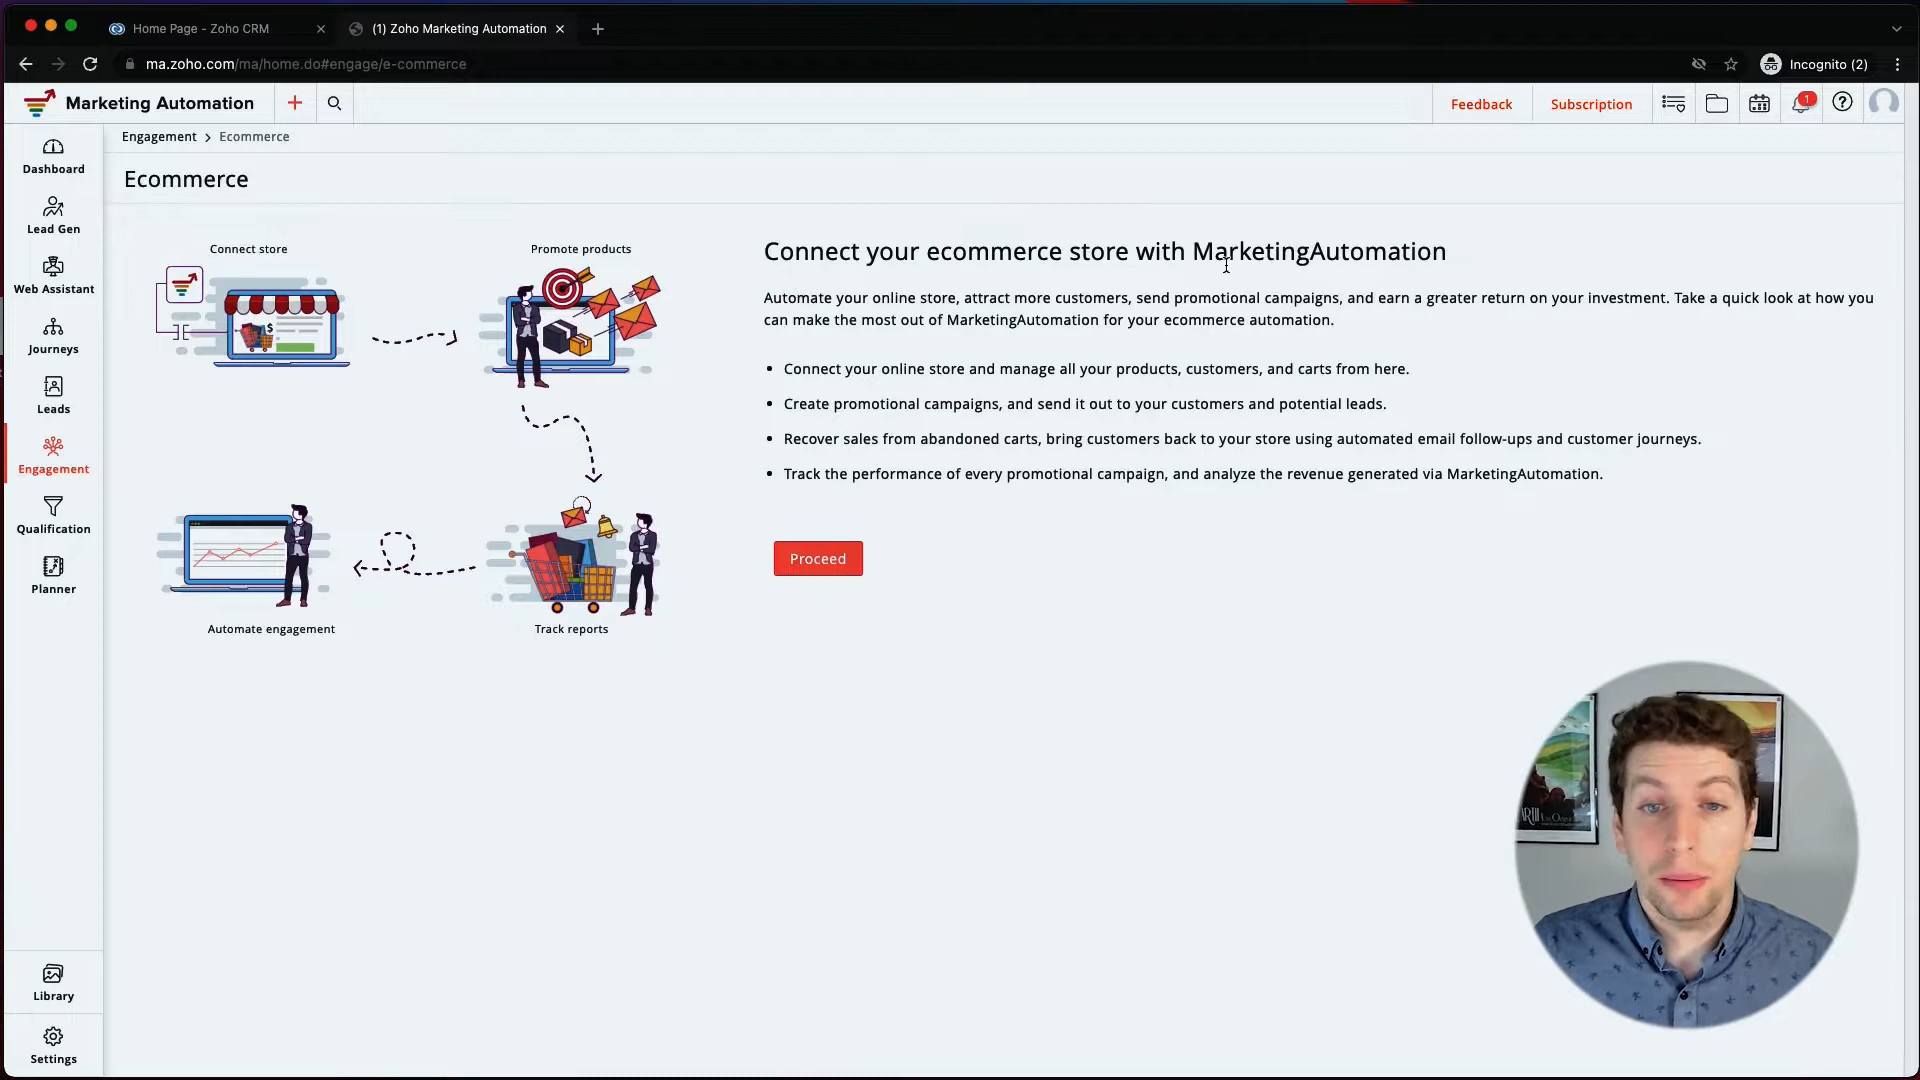 Home Page - Zoho CRM
(1) Zoho Marketing Automation
ma.zoho.com/ma/home.do#engage/e-commerce
Incognito (2)
Marketing Automation
Feedback
Subscription
1
Engagement > Ecommerce
Dashboard
Lead Gen
Web Assistant
Journeys
Leads
Engagement
Qualification
Planner
Library
Settings
Ecommerce
Connect store
Promote products
$
Automate engagement
Track reports
Connect your ecommerce store with MarketingAutomation
Automate your online store, attract more customers, send promotional campaigns, and earn a greater return on your investment. Take a quick look at how you
can make the most out of MarketingAutomation for your ecommerce automation.
• Connect your online store and manage all your products, customers, and carts from here.
• Create promotional campaigns, and send it out to your customers and potential leads.
• Recover sales from abandoned carts, bring customers back to your store using automated email follow-ups and customer journeys.
• Track the performance of every promotional campaign, and analyze the revenue generated via MarketingAutomation.
Proceed